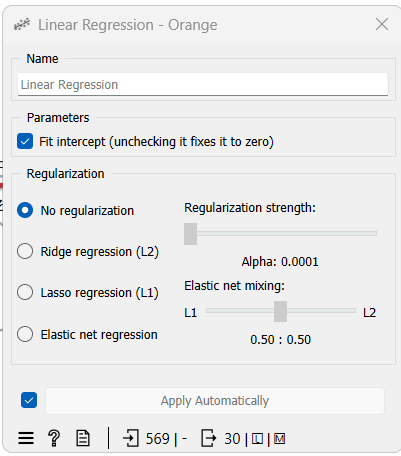 Linear Regression - Orange
Name
Linear Regression
Parameters
Fit intercept (unchecking it fixes it to zero)
Regularization
No regularization
Ridge regression (L2)
Lasso regression (L1)
Elastic net regression
Regularization strength:
Alpha: 0.0001
Elastic net mixing:
L1 L2
0.50 : 0.50
Apply Automatically
? 569 | - 30 | L | M